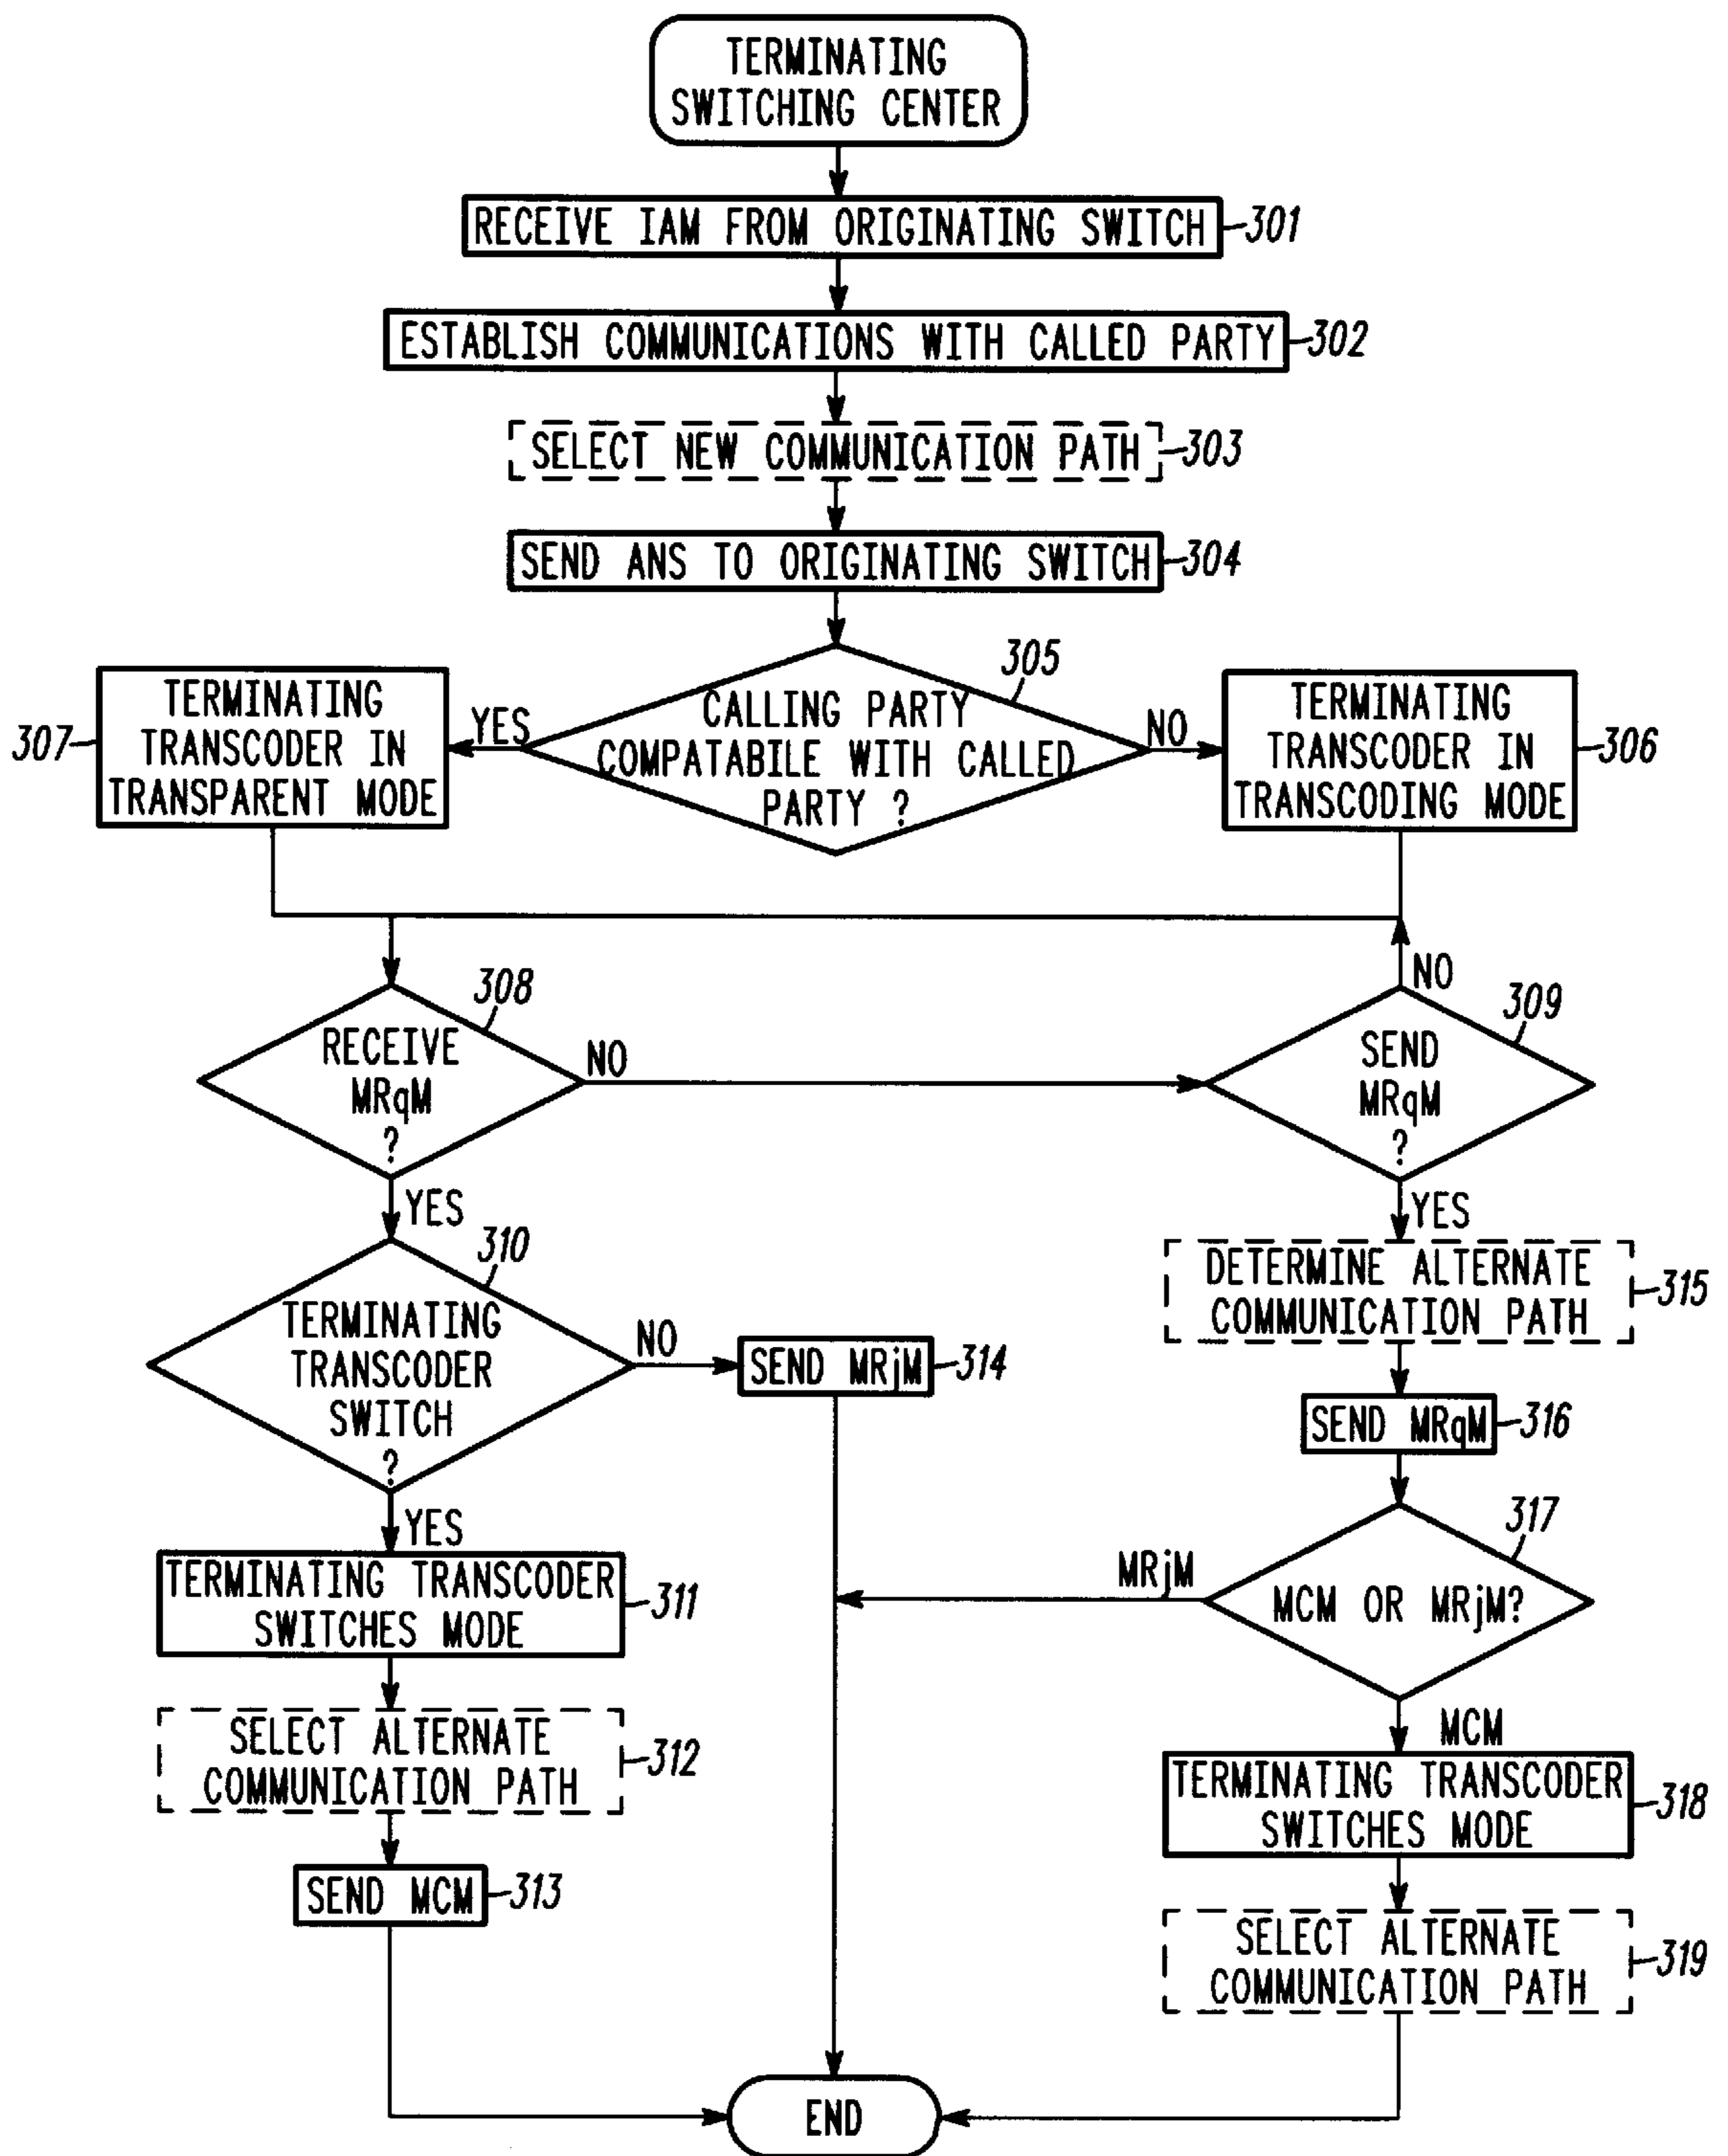 TERMINATING
SWITCHING CENTER
RECEIVE IAM FROM ORIGINATING SWITCH
301
ESTABLISH COMMUNICATIONS WITH CALLED PARTY
302
SELECT NEW COMMUNICATION PATH
303
SEND ANS TO ORIGINATING SWITCH
304
305
CALLING PARTY
COMPATABILE WITH CALLED
PARTY ?
YES
NO
307
TERMINATING
TRANSCODER IN
TRANSPARENT MODE
TERMINATING
TRANSCODER IN
TRANSCODING MODE
306
308
RECEIVE
MRqM
?
NO
YES
309
SEND
MRqM
?
NO
YES
310
TERMINATING
TRANSCODER
SWITCH
?
NO
YES
SEND MRjM
314
DETERMINE ALTERNATE
COMMUNICATION PATH
315
SEND MRqM
316
317
MCM OR MRjM?
MRjM
MCM
TERMINATING TRANSCODER
SWITCHES MODE
311
SELECT ALTERNATE
COMMUNICATION PATH
312
SEND MCM
313
TERMINATING TRANSCODER
SWITCHES MODE
318
SELECT ALTERNATE
COMMUNICATION PATH
319
END